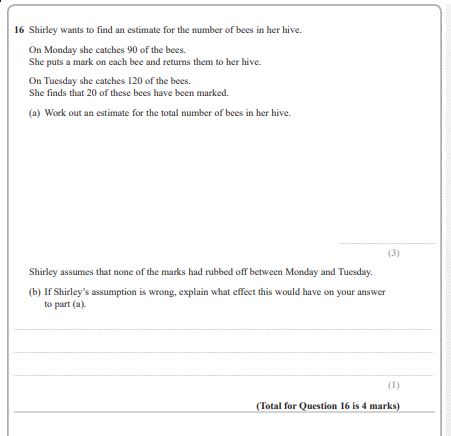 16 Shirley wants to find an estimate for the number of bees in her hive.
On Monday she catches 90 of the bees.
She puts a mark on each bee and returns them to her hive.
On Tuesday she catches 120 of the bees.
She finds that 20 of these bees have been marked.
(a) Work out an estimate for the total number of bees in her hive.
(3)
Shirley assumes that none of the marks had rubbed off between Monday and Tuesday.
(b) If Shirley's assumption is wrong, explain what effect this would have on your answer
to part (a).
(1)
(Total for Question 16 is 4 marks)